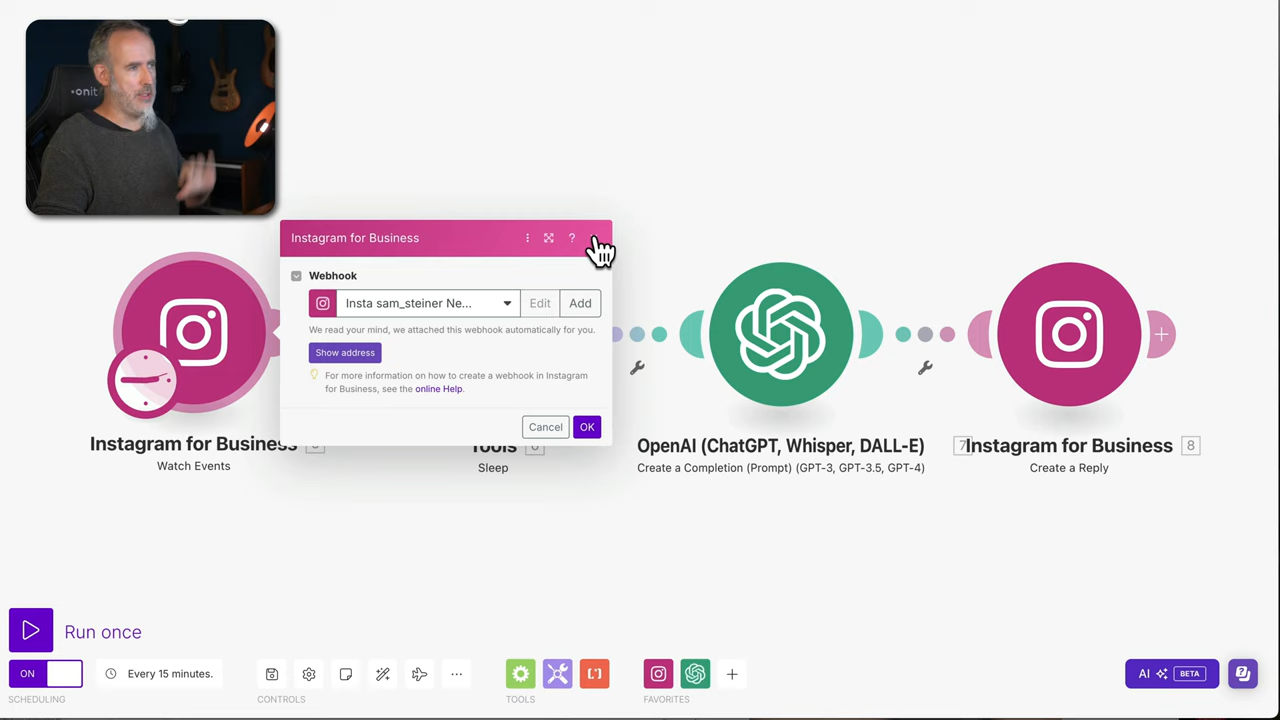 onit
Instagram for Business
?
Webhook
Insta sam_steiner Ne...
Edit
Add
We read your mind, we attached this webhook automatically for you.
Show address
For more information on how to create a webhook in Instagram
for Business, see the online Help.
Cancel
OK
Instagram for Business
Watch Events
Tools
Sleep
OpenAI (ChatGPT, Whisper, DALL-E)
7
Create a Completion (Prompt) (GPT-3, GPT-3.5, GPT-4)
Instagram for Business
8
Create a Reply
Run once
ON
Every 15 minutes.
SCHEDULING
CONTROLS
TOOLS
FAVORITES
AI
BETA